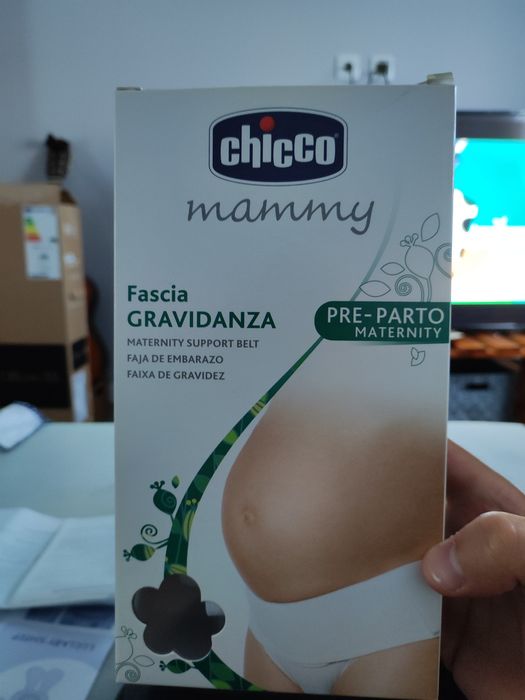 chicco
mammy
Fascia
GRAVIDANZA
MATERNITY SUPPORT BELT
FAJA DE EMBARAZO
FAIXA DE GRAVIDEZ
PRE-PARTO
MATERNITY